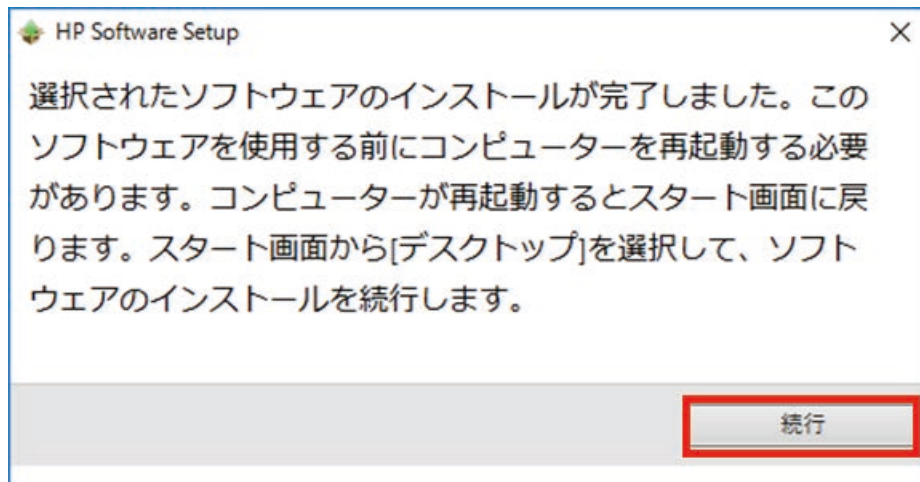 HP Software Setup
選択されたソフトウェアのインストールが完了しました。この
ソフトウェアを使用する前にコンピューターを再起動する必要
があります。コンピューターが再起動するとスタート画面に戻
ります。スタート画面から[デスクトップ]を選択して、ソフト
ウェアのインストールを続行します。
続行